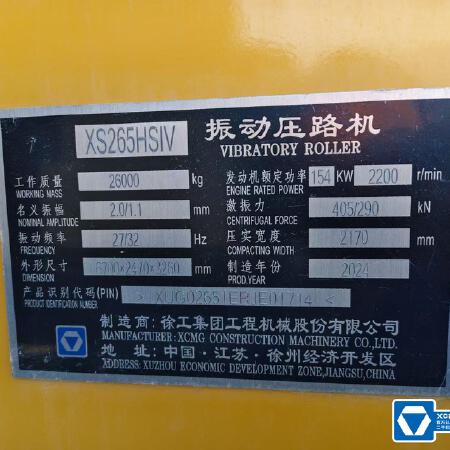 XS265HSIV 振动压路机
VIBRATORY ROLLER
工作质量 26000 kg 发动机额定功率 154 KW 2200 r/min
WORKING MASS ENGINE RATED POWER
名义振幅 2.0/1.1 mm 激振力 405/290 kN
NOMINAL AMPLITUDE CENTRIFUGAL FORCE
振动频率 27/32 Hz 压实宽度 2170 mm
FREQUENCY COMPACTING WIDTH
外形尺寸 6700×2470×3260 mm 制造年份 2024
DIMENSION
产品识别代码(PIN)
PRODUCT IDENTIFICATION CODE
制造商:徐工集团工程机械股份有限公司
MANUFACTURER: XCMG CONSTRUCTION MACHINERY CO.,LTD.
地 址:中国·江苏·徐州经济开发区
XDDRESS: XUZHOU ECONOMIC DEVELOPMENT ZONE,JIANGSU,CHINA